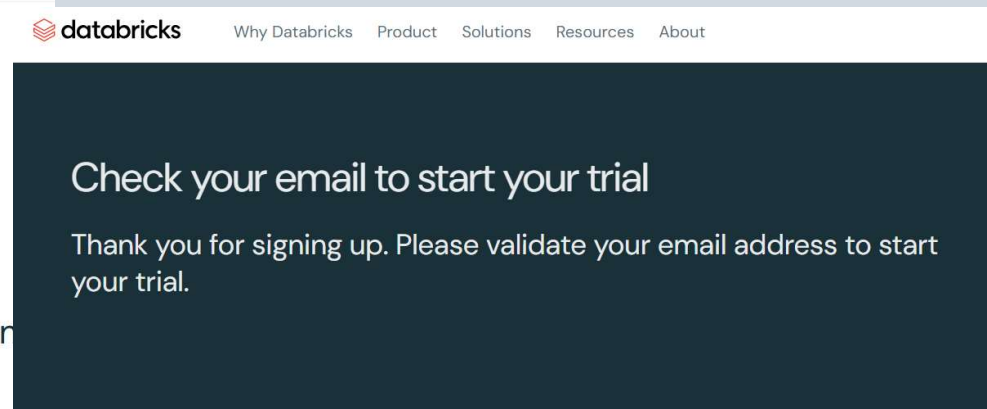 databricks Why Databricks Product Solutions Resources About
Check your email to start your trial
Thank you for signing up. Please validate your email address to start
your trial.